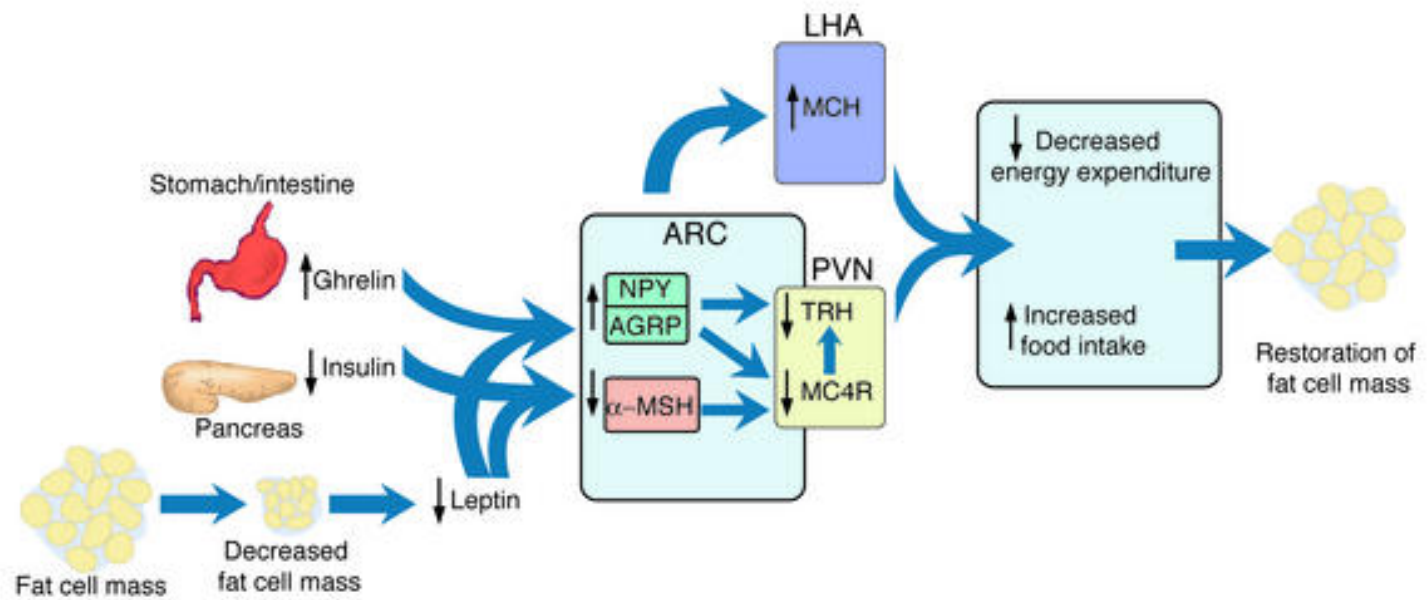 LHA
MCH
Decreased
energy expenditure
Stomach/intestine
ARC
Ghrelin
NPY
AGRP
PVN
TRH
Increased
food intake
Insulin
α-MSH
MC4R
Restoration of
fat cell mass
Pancreas
Leptin
Decreased
fat cell mass
Fat cell mass